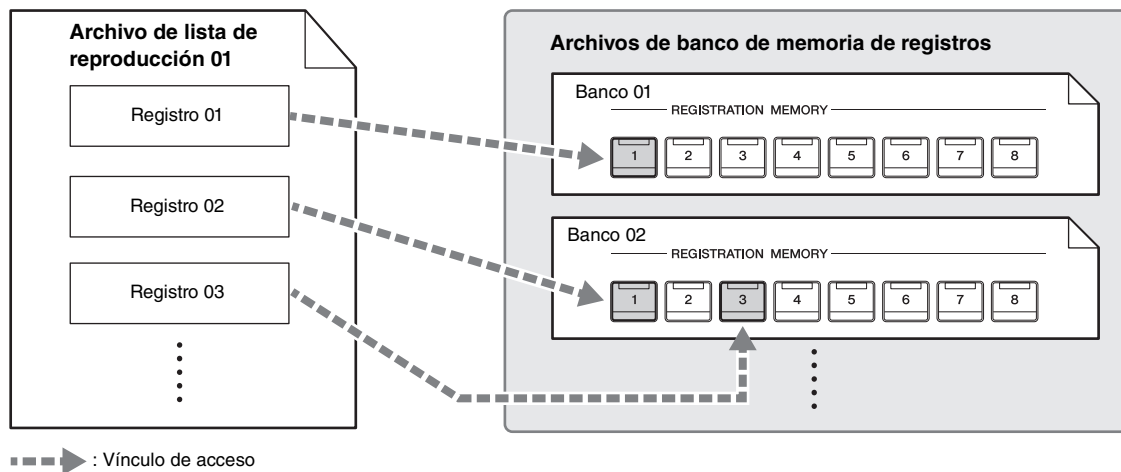 Archivo de lista de
reproducción 01
Registro 01
Registro 02
Registro 03
Archivos de banco de memoria de registros
Banco 01
REGISTRATION MEMORY
1 2 3 4 5 6 7 8
Banco 02
REGISTRATION MEMORY
1 2 3 4 5 6 7 8
: Vínculo de acceso